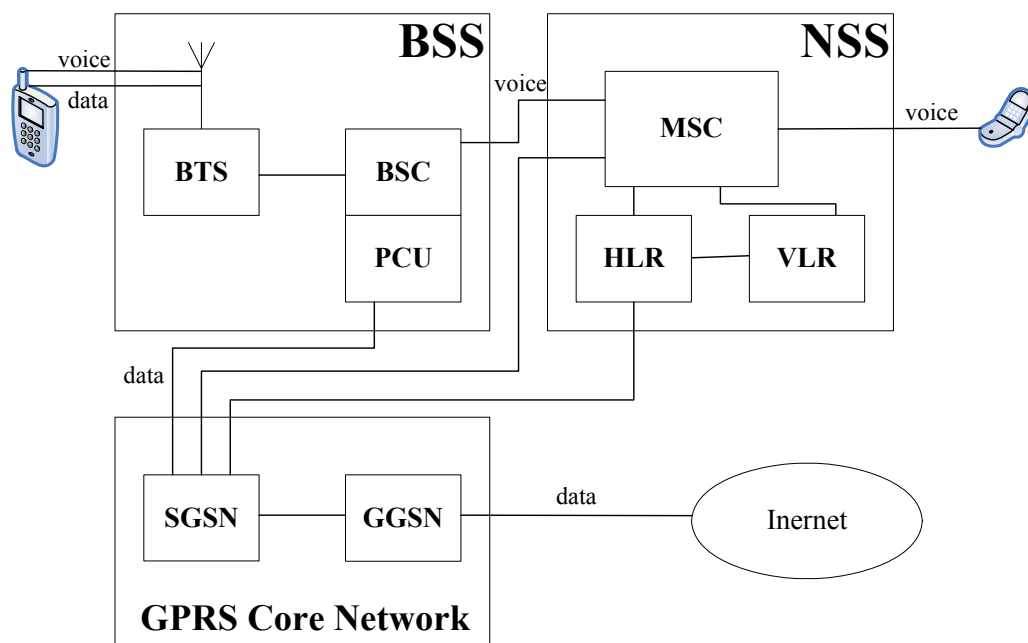 BSS
NSS
voice
data
voice
MSC
voice
BTS
BSC
PCU
HLR
VLR
data
SGSN
GGSN
data
Inernet
GPRS Core Network